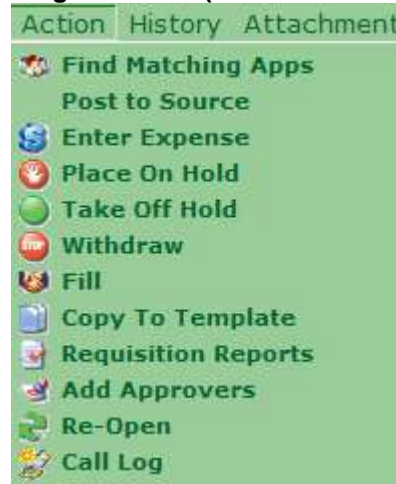 Action History Attachment
Find Matching Apps
Post to Source
Enter Expense
Place On Hold
Take Off Hold
Withdraw
Fill
Copy To Template
Requisition Reports
Add Approvers
Re-Open
Call Log